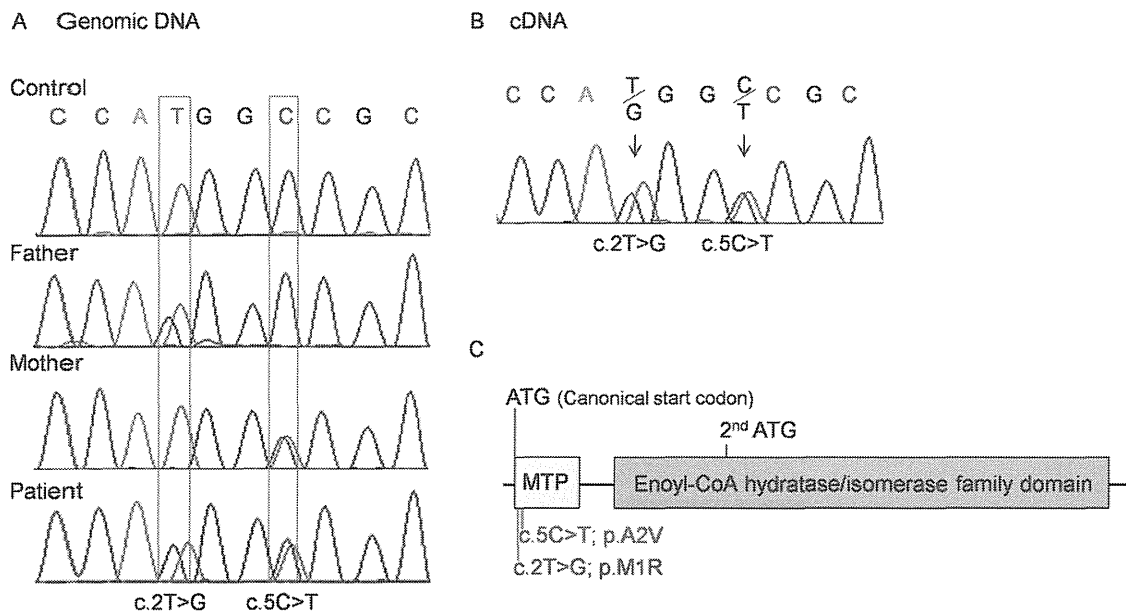 A Genomic DNA
Control
C C A T G G C C G C
Father
Mother
Patient
c.2T>G c.5C>T
B cDNA
C C A T/G G G C/T C G C
c.2T>G c.5C>T
C
ATG (Canonical start codon)
2nd ATG
MTP
Enoyl-CoA hydratase/isomerase family domain
c.5C>T; p.A2V
c.2T>G; p.M1R